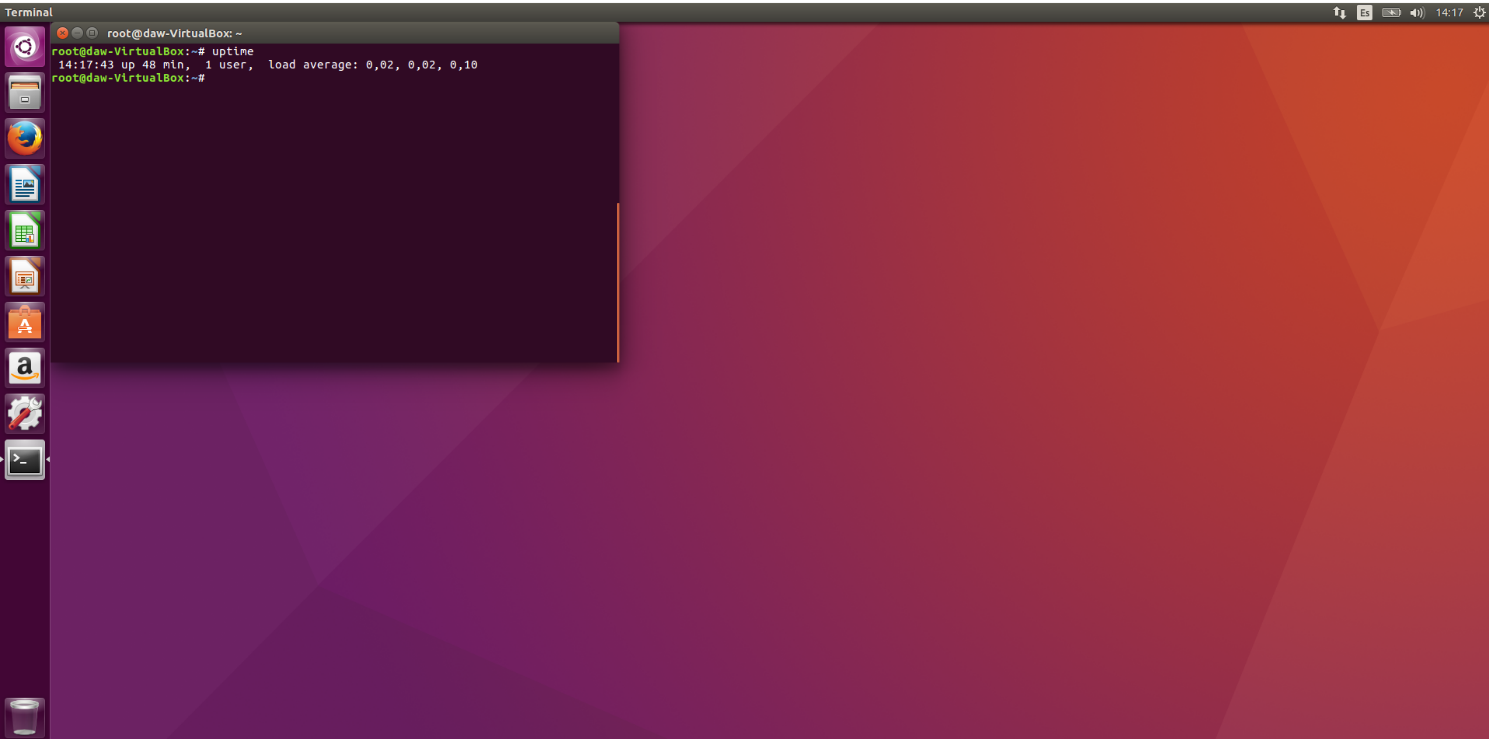 Terminal
Es
14:17
root@daw-VirtualBox: ~
root@daw-VirtualBox:~# uptime
 14:17:43 up 48 min,  1 user,  load average: 0,02, 0,02, 0,10
root@daw-VirtualBox:~#